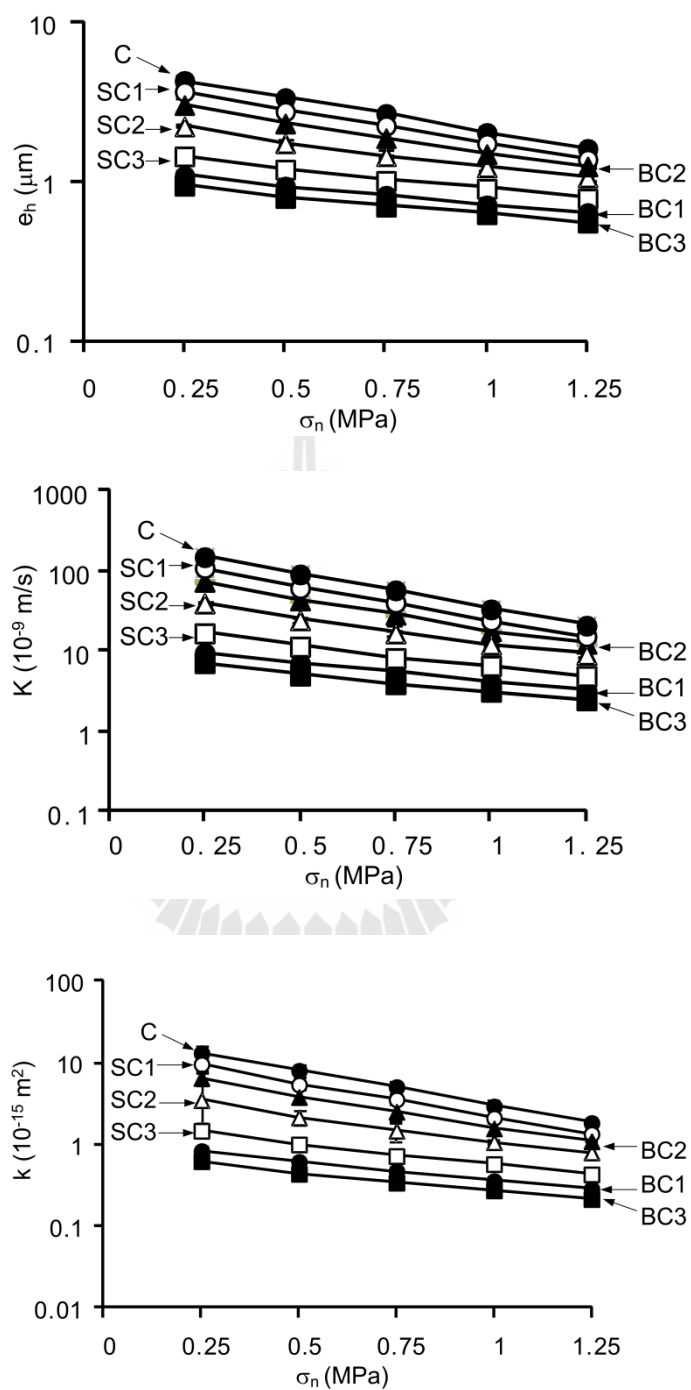 10
C
SC1
SC2
SC3
1
0.1
eₕ (μm)
BC2
BC1
BC3
0 0.25 0.5 0.75 1 1.25
σₙ (MPa)
1000
C
SC1
100
SC2
SC3
10
1
0.1
K (10⁻⁹ m/s)
BC2
BC1
BC3
0 0.25 0.5 0.75 1 1.25
σₙ (MPa)
100
C
10
SC1
SC2
SC3
1
0.1
0.01
k (10⁻¹⁵ m²)
BC2
BC1
BC3
0 0.25 0.5 0.75 1 1.25
σₙ (MPa)